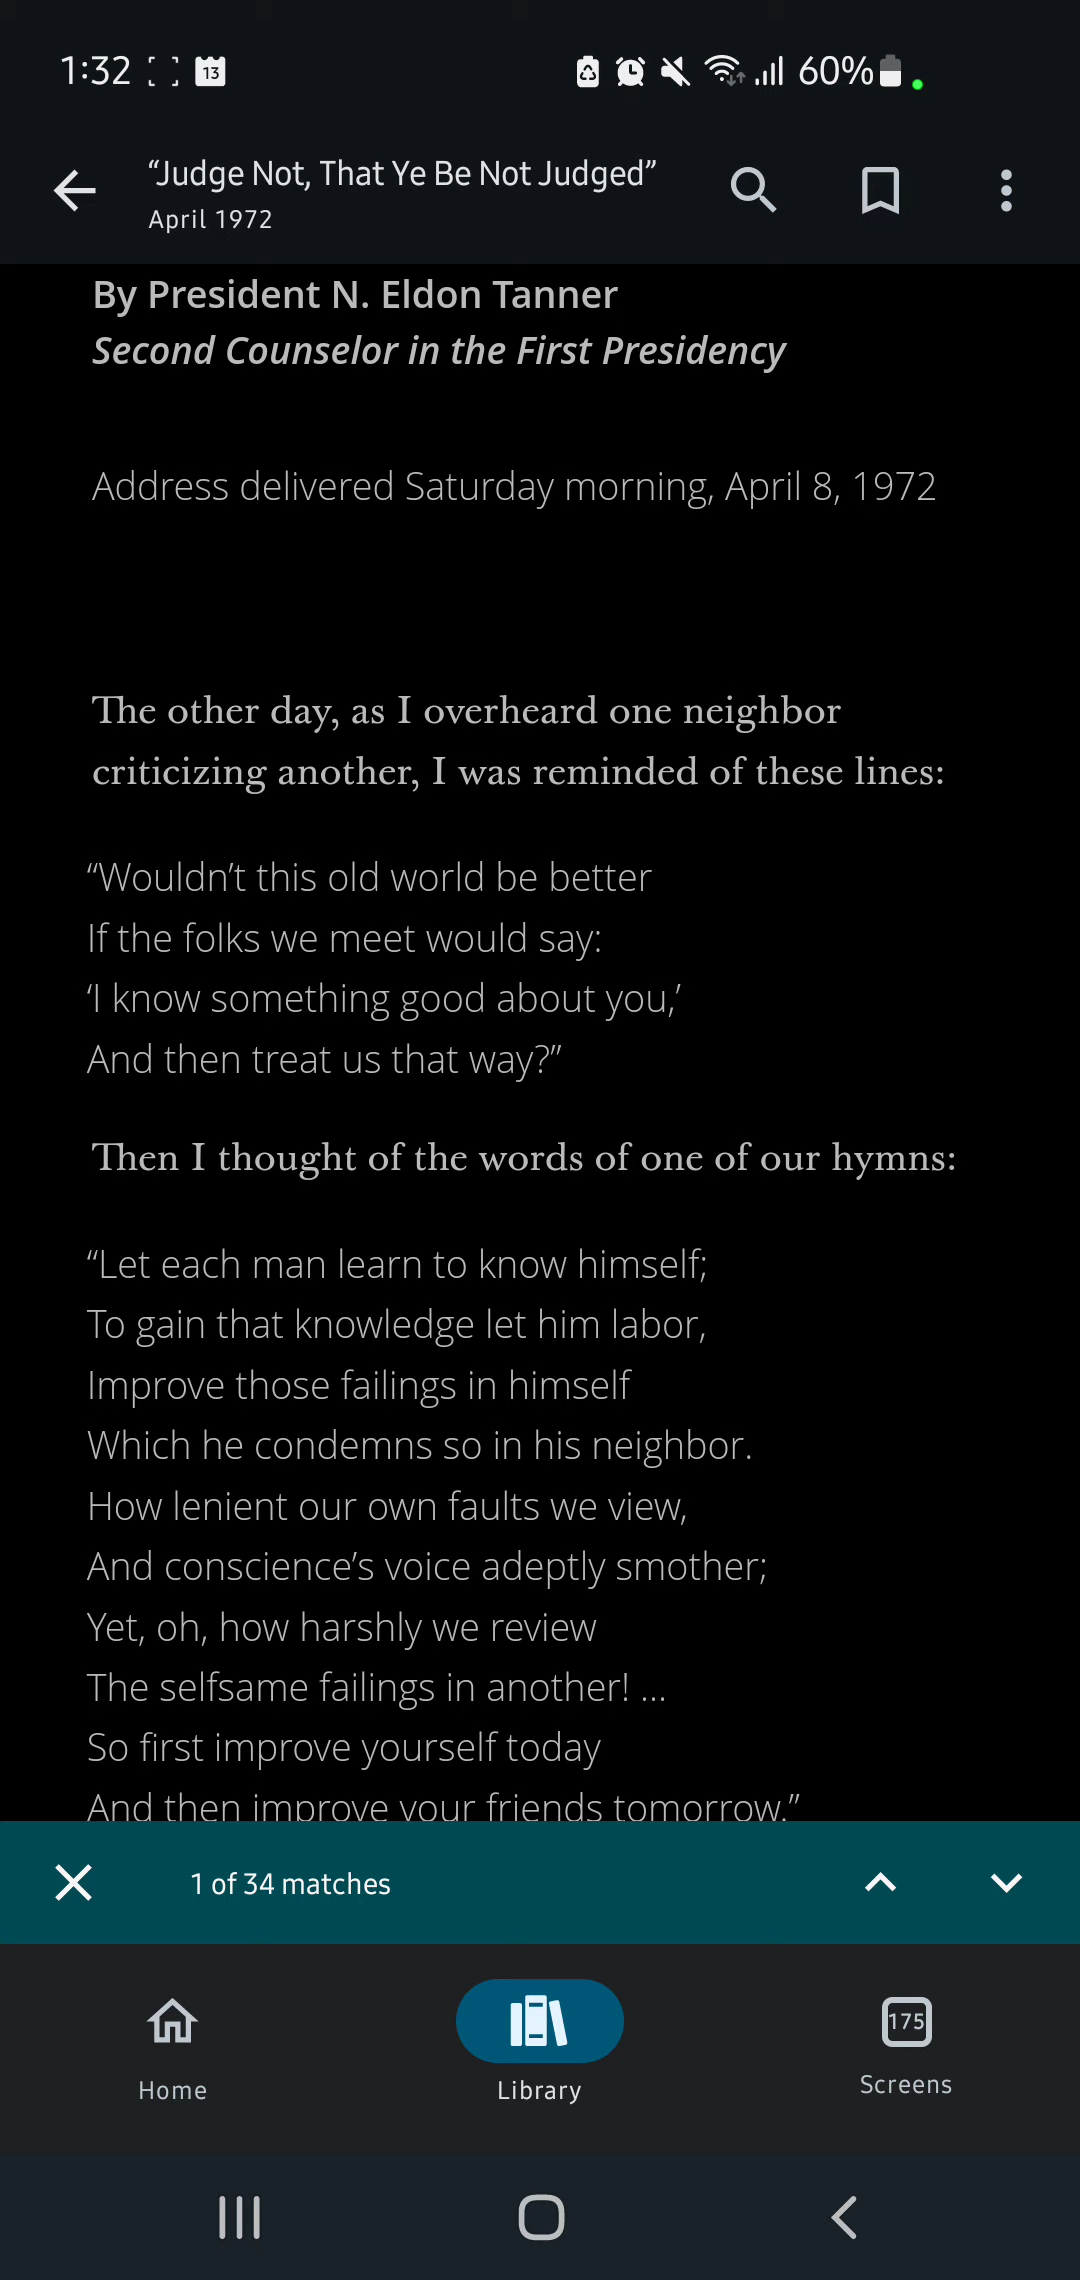 1:32
13
60%
“Judge Not, That Ye Be Not Judged”
April 1972
By President N. Eldon Tanner
Second Counselor in the First Presidency
Address delivered Saturday morning, April 8, 1972
The other day, as I overheard one neighbor
criticizing another, I was reminded of these lines:
“Wouldn’t this old world be better
If the folks we meet would say:
‘I know something good about you,’
And then treat us that way?”
Then I thought of the words of one of our hymns:
“Let each man learn to know himself;
To gain that knowledge let him labor,
Improve those failings in himself
Which he condemns so in his neighbor.
How lenient our own faults we view,
And conscience’s voice adeptly smother;
Yet, oh, how harshly we review
The selfsame failings in another! ...
So first improve yourself today
And then improve your friends tomorrow.”
1 of 34 matches
175
Home
Library
Screens